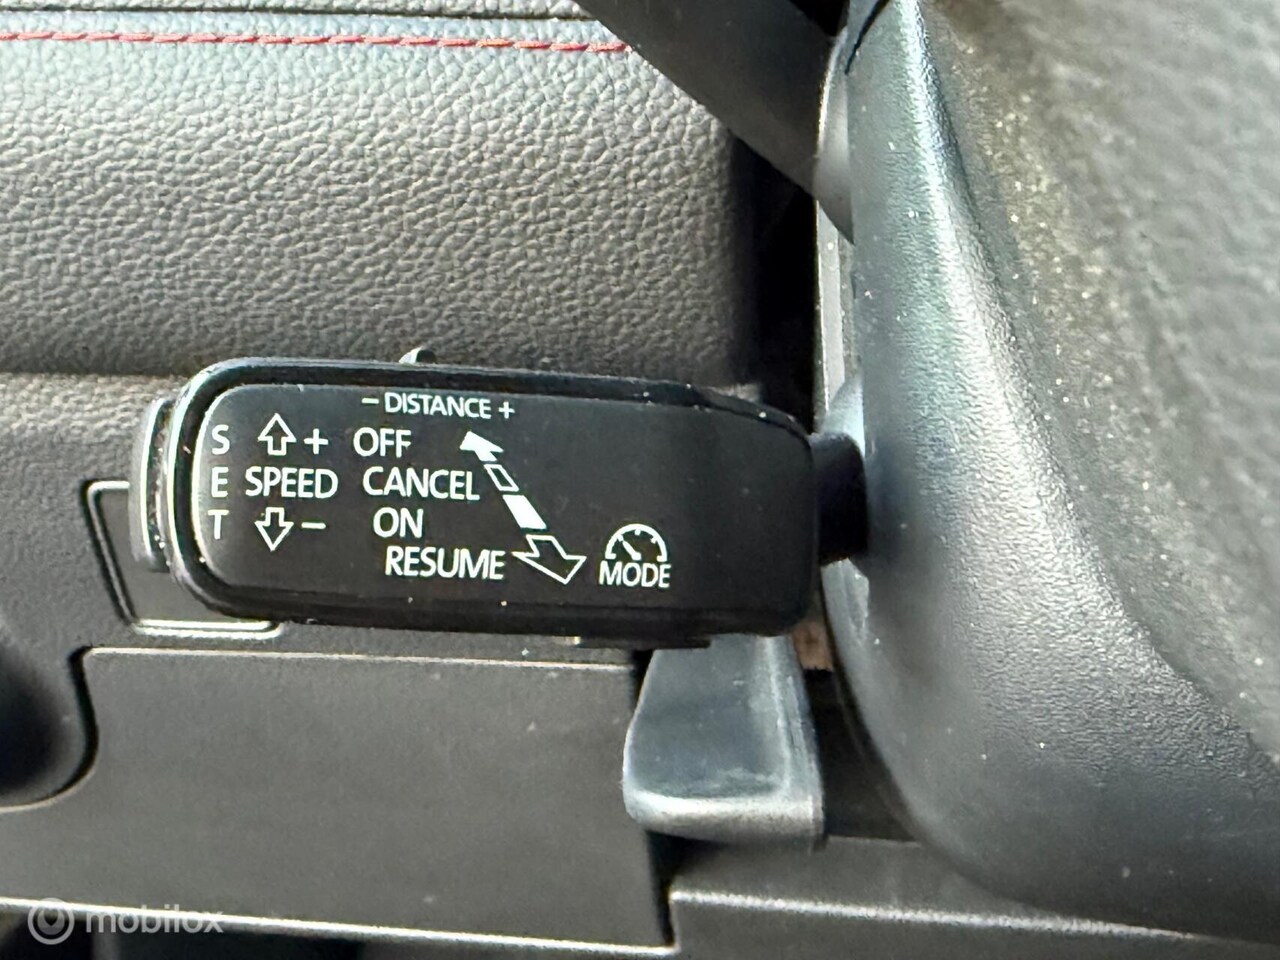 − DISTANCE +
S ⇧ + OFF
E SPEED CANCEL
T ⇩ − ON
RESUME
MODE
mobilox